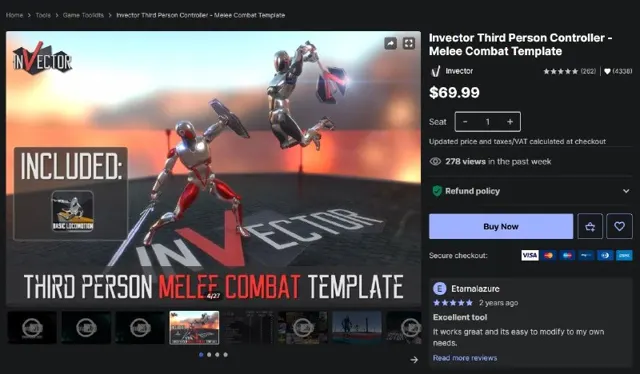 Home > Tools > Game Toolkits > Invector Third Person Controller - Melee Combat Template
INVECTOR
INCLUDED:
BASIC LOCOMOTION
INVECTOR
THIRD PERSON MELEE COMBAT TEMPLATE
4/27
Invector Third Person Controller -
Melee Combat Template
Invector
(262)
(4338)
$69.99
Seat
- 1 +
Updated price and taxes/VAT calculated at checkout
278 views in the past week
Refund policy
Buy Now
Secure checkout:
VISA
E
Eternalazure
2 years ago
Excellent tool
It works great and its easy to modify to my own
needs.
Read more reviews